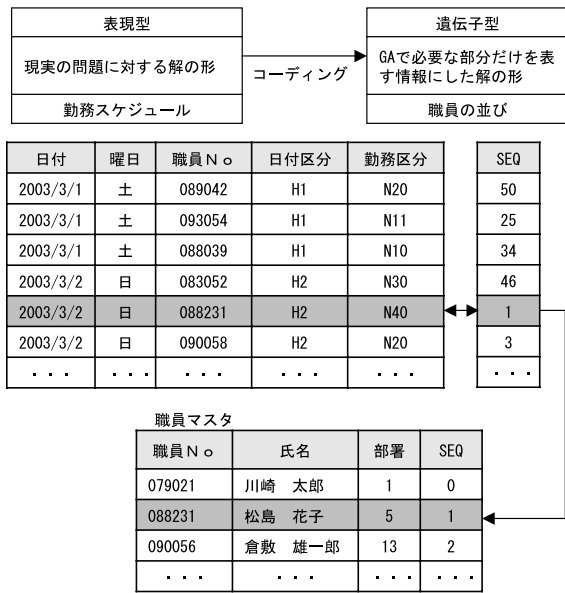 表現型
現実の問題に対する解の形
勤務スケジュール
コーディング
遺伝子型
GAで必要な部分だけを表
す情報にした解の形
職員の並び
日付 曜日 職員Ｎｏ 日付区分 勤務区分 SEQ
2003/3/1 土 089042 H1 N20 50
2003/3/1 土 093054 H1 N11 25
2003/3/1 土 088039 H1 N10 34
2003/3/2 日 083052 H2 N30 46
2003/3/2 日 088231 H2 N40 1
2003/3/2 日 090058 H2 N20 3
・・・ ・・・ ・・・ ・・・ ・・・ ・・・
職員マスタ
職員Ｎｏ 氏名 部署 SEQ
079021 川崎　太郎 1 0
088231 松島　花子 5 1
090056 倉敷　雄一郎 13 2
・・・ ・・・ ・・・ ・・・